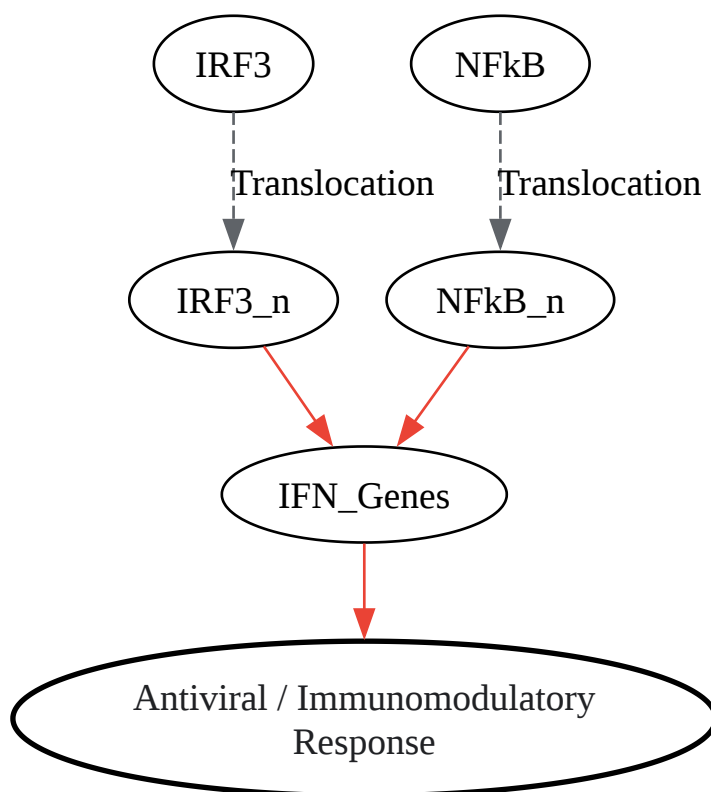 IRF3
NFkB
Translocation
Translocation
IRF3_n
NFkB_n
IFN_Genes
Antiviral / Immunomodulatory
Response